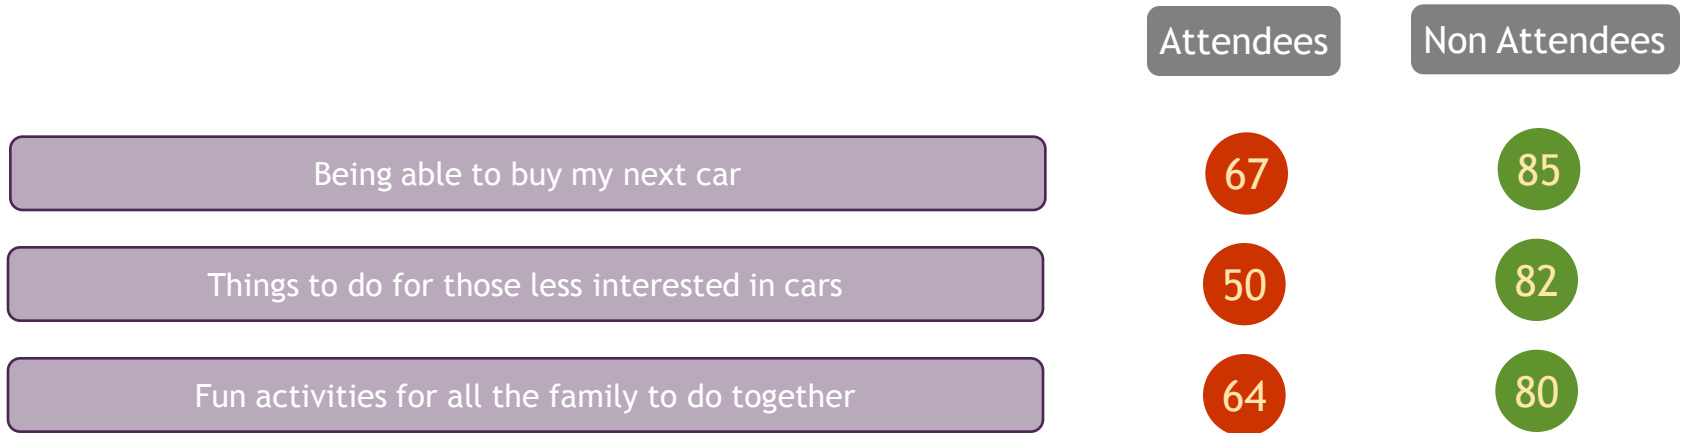 Attendees Non Attendees
Being able to buy my next car 67 85
Things to do for those less interested in cars 50 82
Fun activities for all the family to do together 64 80